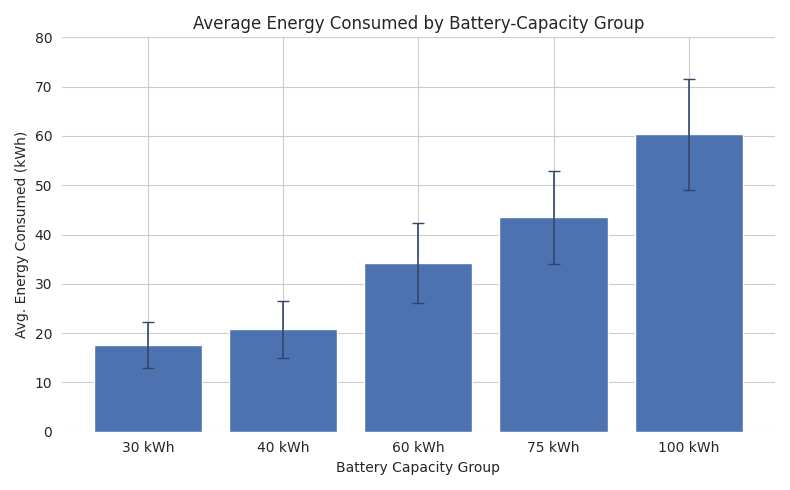 Average Energy Consumed by Battery-Capacity Group
80
70
60
50
40
30
20
10
0
Avg. Energy Consumed (kWh)
30 kWh 40 kWh 60 kWh 75 kWh 100 kWh
Battery Capacity Group